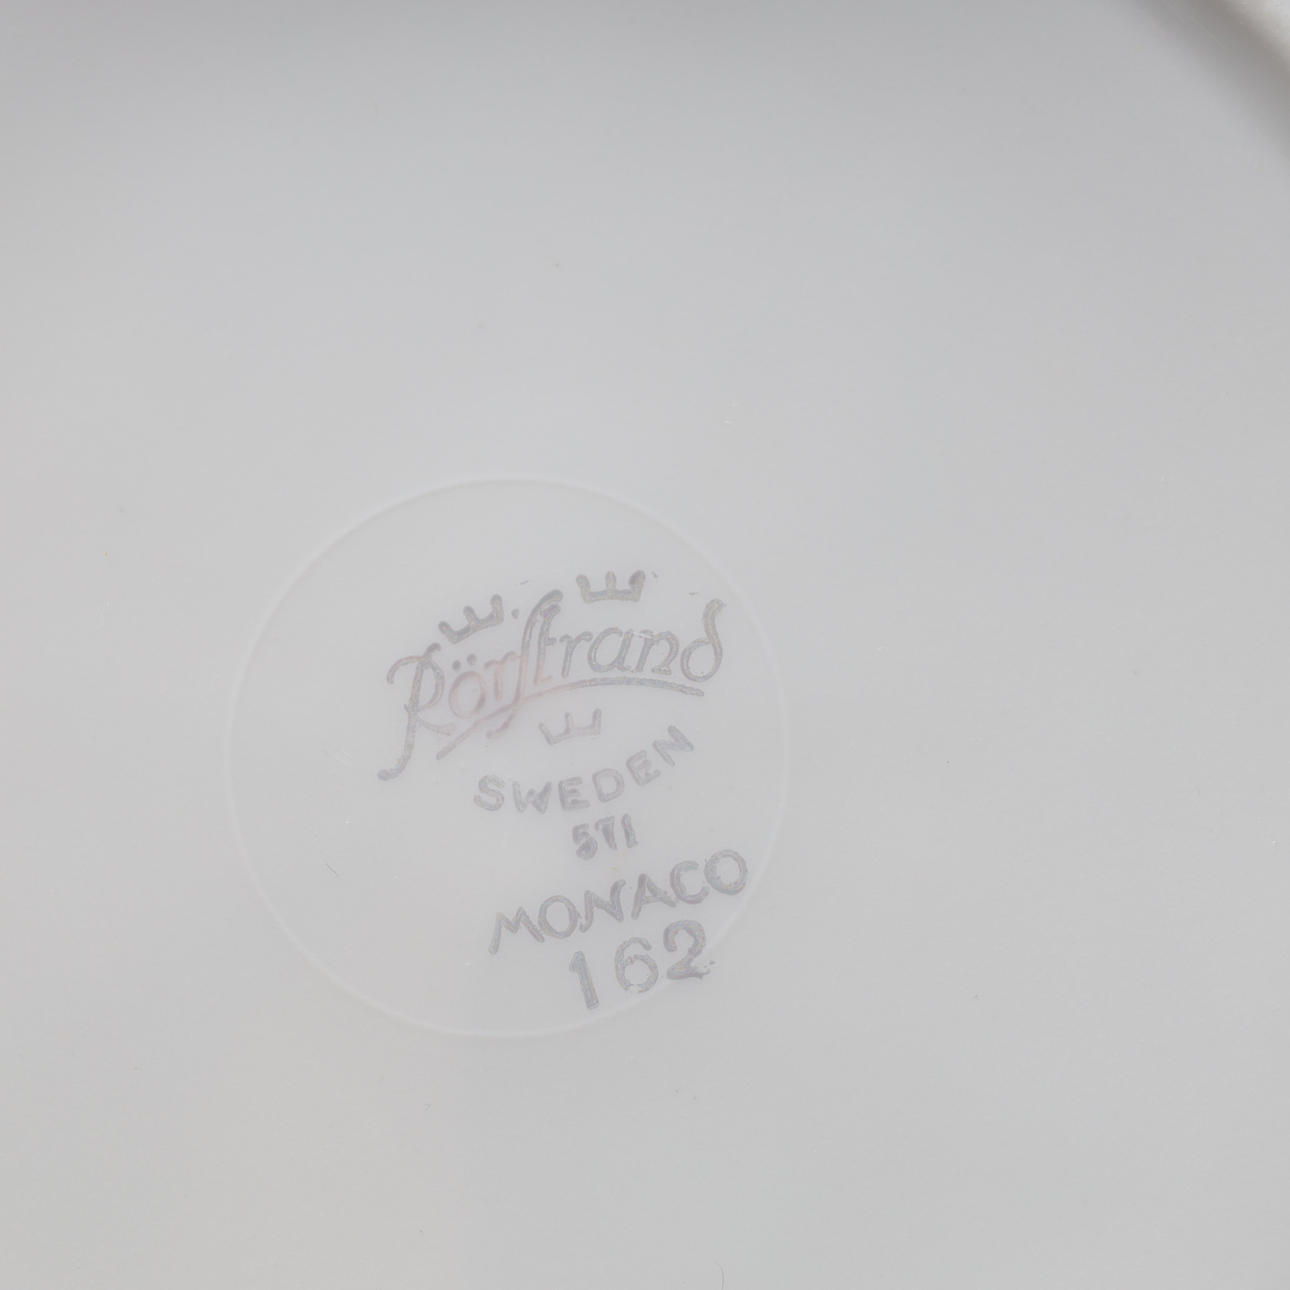 Rörstrand
SWEDEN
571
MONACO
162